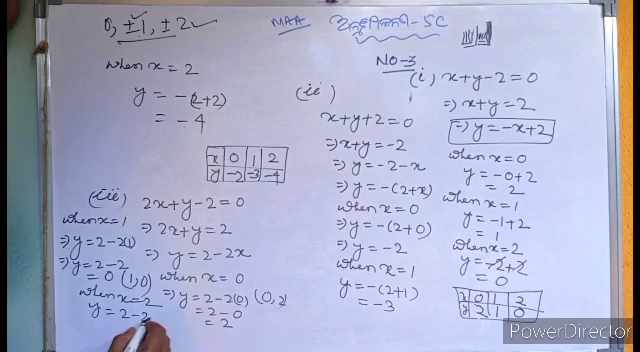 0, ±1, ±2
MAA ଅନୁଶୀଳନୀ-5C
NO-3
(i) x+y-2=0
⇒ x+y=2
⇒ y=-x+2
when x=0
y=-0+2
= 2
when x=1
y=-1+2
= 1
when x=2
y=-2+2
= 0
x 0 1 2
y 2 1 0
(ii)
x+y+2=0
⇒ x+y=-2
⇒ y=-2-x
⇒ y=-(2+x)
when x=0
⇒ y=-(2+0)
⇒ y=-2
when x=1
y=-(2+1)
= -3
when x=2
y = -(2+2)
= -4
x 0 1 2
y -2 -3 -4
(iii) 2x+y-2=0
⇒ 2x+y=2
⇒ y=2-2x
when x=0
⇒ y=2-2(0) (0,2
= 2-0
= 2
when x=1
⇒ y=2-2(1)
⇒ y=2-2
= 0 (1,0)
when x=2
y=2-2
PowerDirector